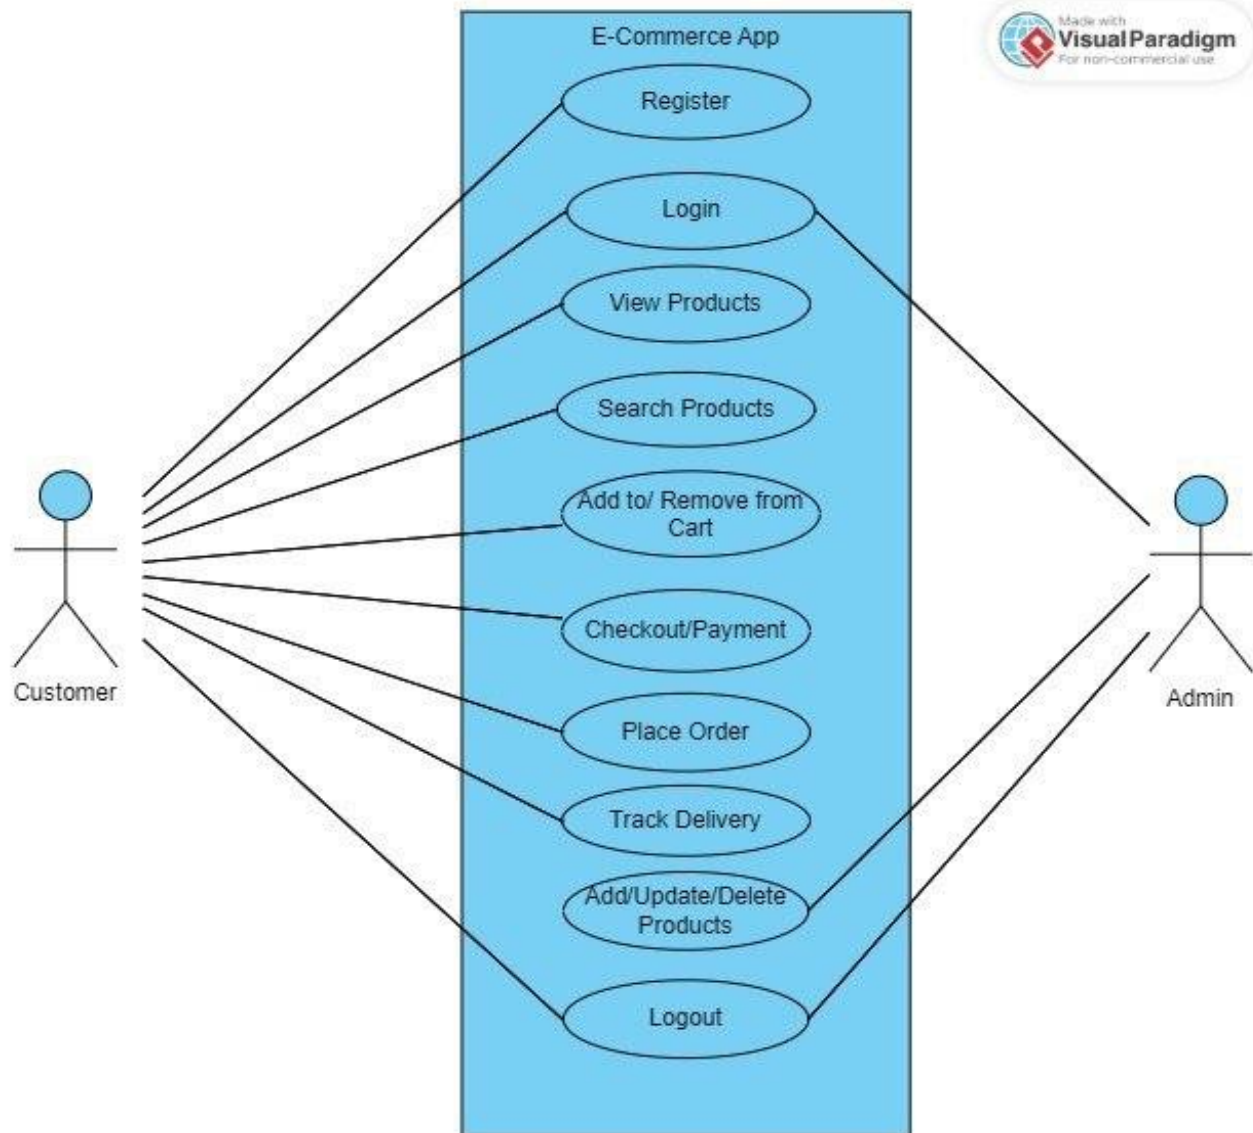 E-Commerce App
Made with
Visual Paradigm
For non-commercial use
Register
Login
View Products
Search Products
Add to/ Remove from
Cart
Checkout/Payment
Customer
Admin
Place Order
Track Delivery
Add/Update/Delete
Products
Logout